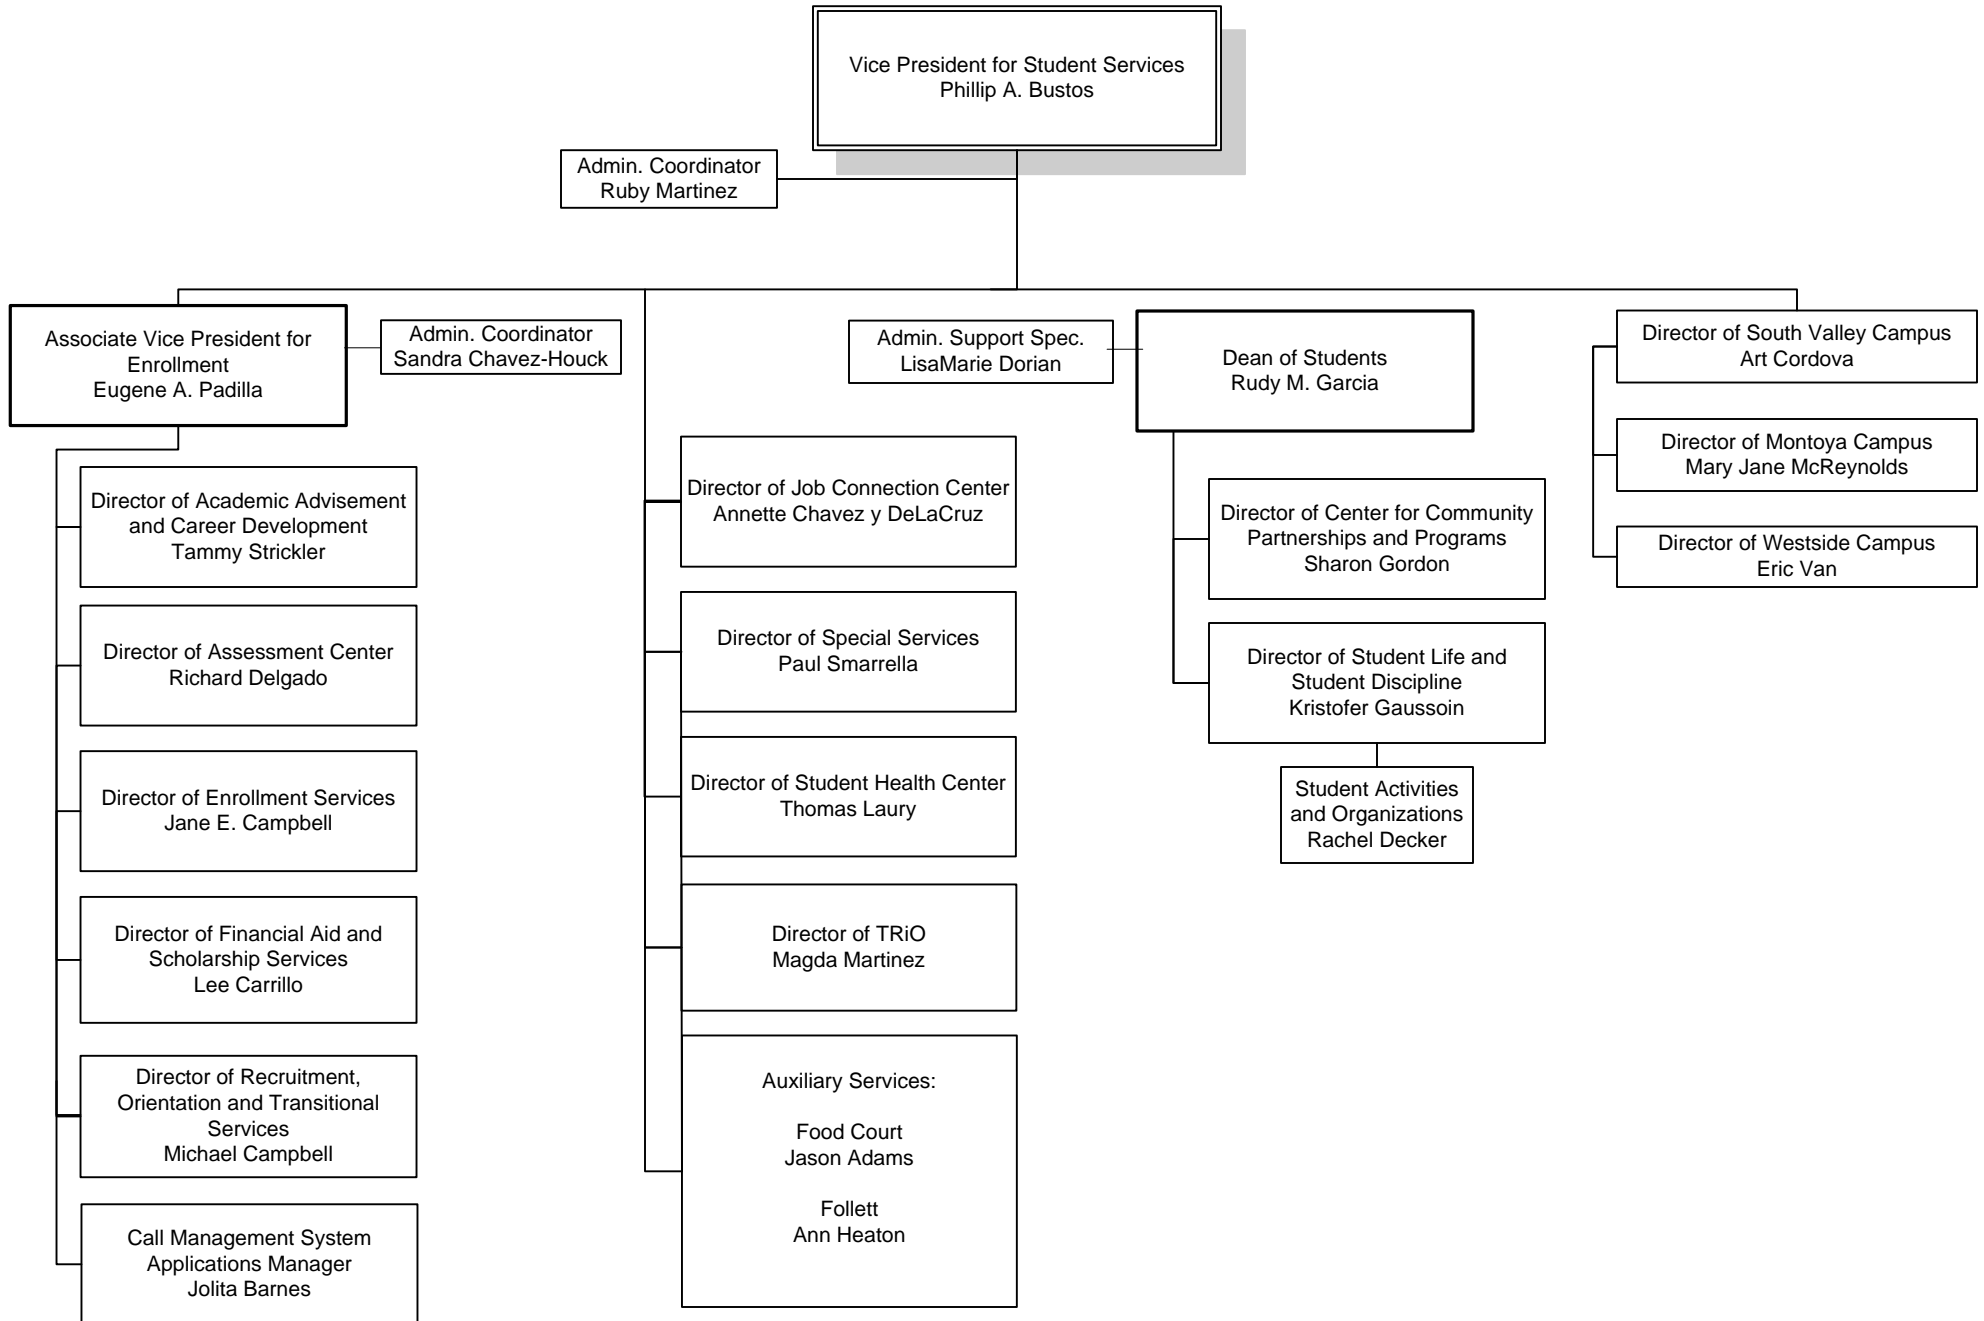 Vice President for Student Services
Phillip A. Bustos
Admin. Coordinator
Ruby Martinez
Associate Vice President for
Enrollment
Eugene A. Padilla
Admin. Coordinator
Sandra Chavez-Houck
Director of Academic Advisement
and Career Development
Tammy Strickler
Director of Assessment Center
Richard Delgado
Director of Enrollment Services
Jane E. Campbell
Director of Financial Aid and
Scholarship Services
Lee Carrillo
Director of Recruitment,
Orientation and Transitional
Services
Michael Campbell
Call Management System
Applications Manager
Jolita Barnes
Director of Job Connection Center
Annette Chavez y DeLaCruz
Director of Special Services
Paul Smarrella
Director of Student Health Center
Thomas Laury
Director of TRiO
Magda Martinez
Auxiliary Services:
Food Court
Jason Adams
Follett
Ann Heaton
Admin. Support Spec.
LisaMarie Dorian
Dean of Students
Rudy M. Garcia
Director of Center for Community
Partnerships and Programs
Sharon Gordon
Director of Student Life and
Student Discipline
Kristofer Gaussoin
Student Activities
and Organizations
Rachel Decker
Director of South Valley Campus
Art Cordova
Director of Montoya Campus
Mary Jane McReynolds
Director of Westside Campus
Eric Van